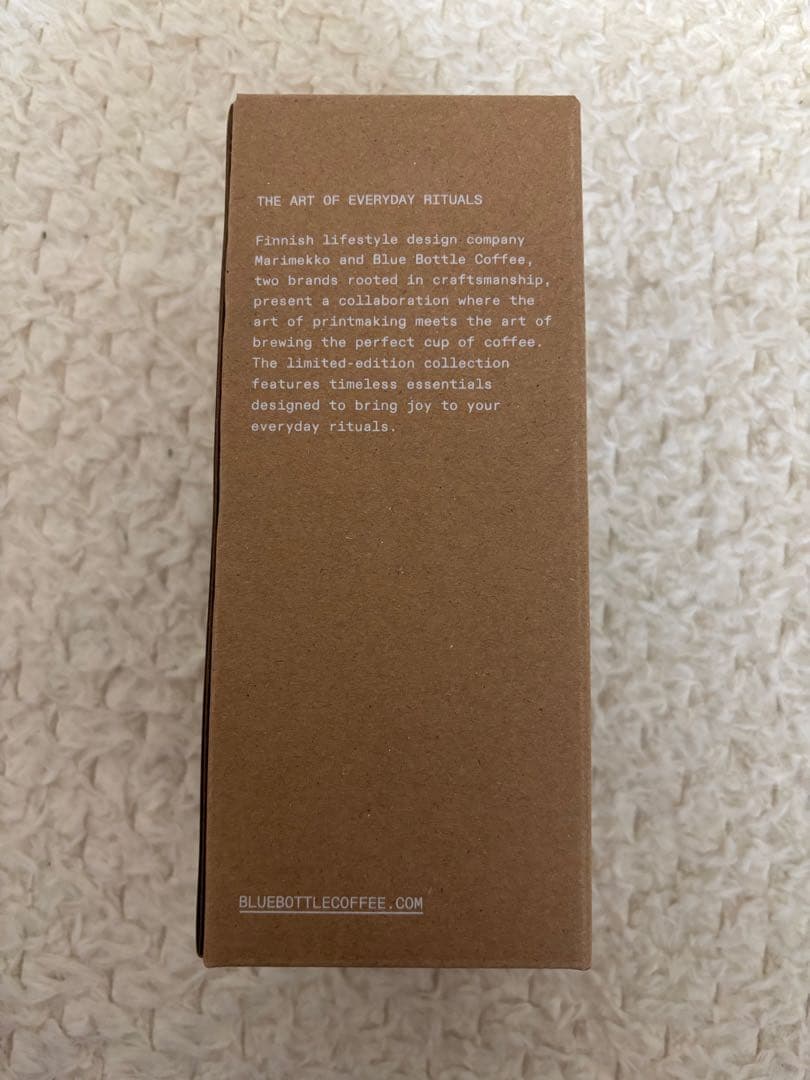 THE ART OF EVERYDAY RITUALS
Finnish lifestyle design company
Marimekko and Blue Bottle Coffee,
two brands rooted in craftsmanship,
present a collaboration where the
art of printmaking meets the art of
brewing the perfect cup of coffee.
The limited-edition collection
features timeless essentials
designed to bring joy to your
everyday rituals.
BLUEBOTTLECOFFEE.COM